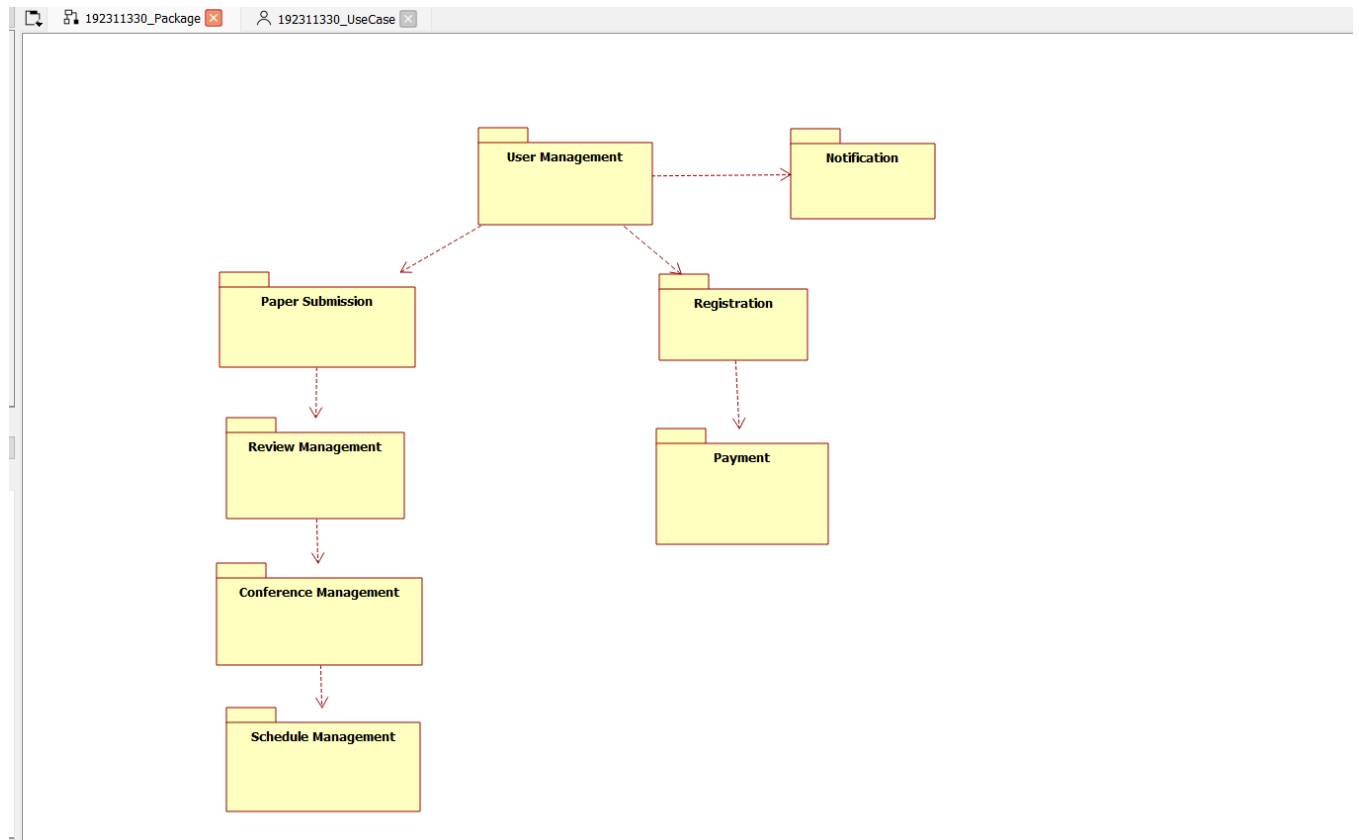 192311330_Package
192311330_UseCase
User Management
Notification
Paper Submission
Registration
Review Management
Payment
Conference Management
Schedule Management